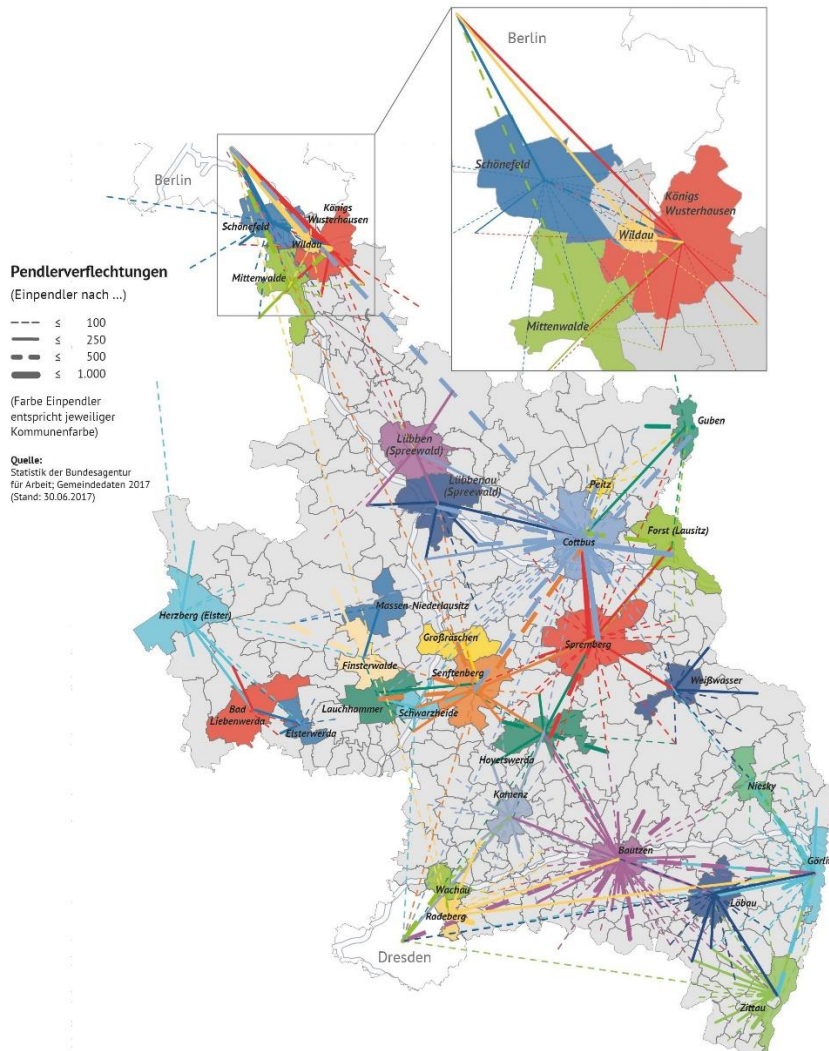 Berlin
Schönefeld
Königs
Wusterhausen
Wildau
Mittenwalde
Berlin
Königs
Wusterhausen
Schönefeld
Wildau
Mittenwalde
Pendlerverflechtungen
(Einpendler nach ...)
≤ 100
≤ 250
≤ 500
≤ 1.000
(Farbe Einpendler
entspricht jeweiliger
Kommunenfarbe)
Quelle:
Statistik der Bundesagentur
für Arbeit; Gemeindedaten 2017
(Stand: 30.06.2017)
Guben
Lübben
(Spreewald)
Lübbenau
(Spreewald)
Peitz
Forst (Lausitz)
Cottbus
Herzberg (Elster)
Massen-Niederlausitz
Großräschen
Spremberg
Finsterwalde
Senftenberg
Weißwasser
Bad
Liebenwerda
Lauchhammer
Schwarzheide
Elsterwerda
Hoyerswerda
Niesky
Kamenz
Bautzen
Görlit
Wachau
Radeberg
Löbau
Dresden
Zittau